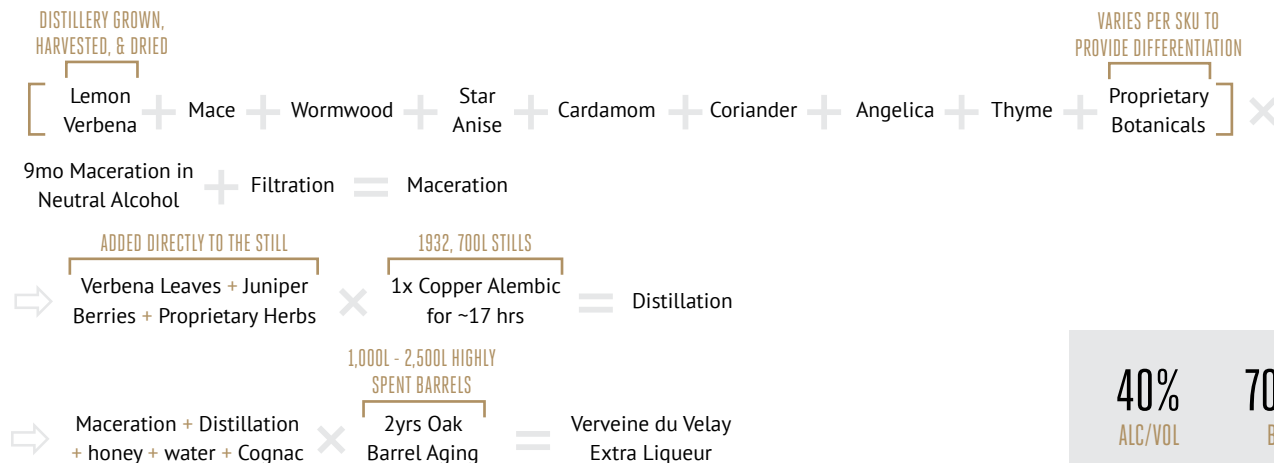 DISTILLERY GROWN,
HARVESTED, & DRIED
VARIES PER SKU TO
PROVIDE DIFFERENTIATION
[ Lemon Verbena + Mace + Wormwood + Star Anise + Cardamom + Coriander + Angelica + Thyme + Proprietary Botanicals ] ×
9mo Maceration in Neutral Alcohol + Filtration = Maceration
ADDED DIRECTLY TO THE STILL
1932, 700L STILLS
⇨ Verbena Leaves + Juniper Berries + Proprietary Herbs × 1x Copper Alembic for ~17 hrs = Distillation
1,000L - 2,500L HIGHLY
SPENT BARRELS
⇨ Maceration + Distillation + honey + water + Cognac × 2yrs Oak Barrel Aging = Verveine du Velay Extra Liqueur
40%
ALC/VOL